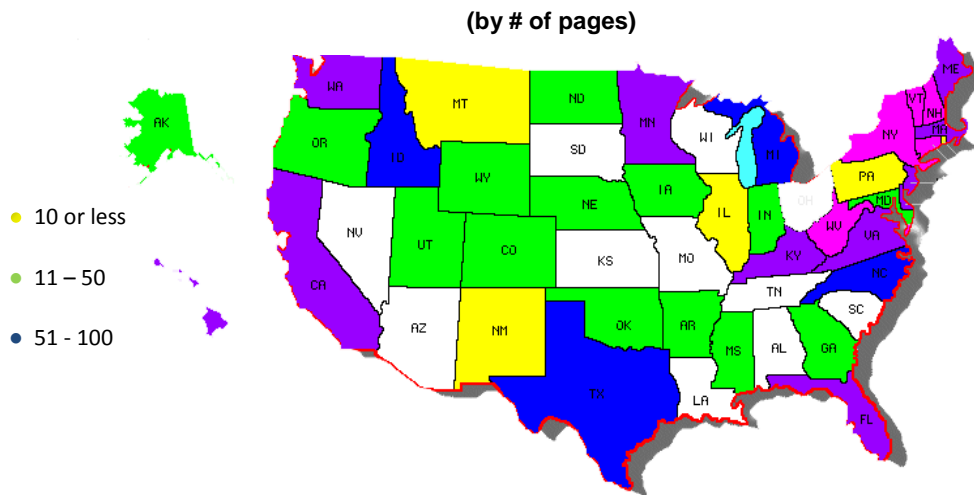 (by # of pages)
WA
MT
ND
MN
ME
VT
NH
AK
OR
ID
SD
WI
MI
NY
MA
WY
IA
PA
NE
IL
IN
OH
MD
10 or less
NV
UT
CO
KS
MO
KY
WV
VA
11 – 50
CA
TN
NC
AZ
NM
OK
AR
SC
51 - 100
MS
AL
GA
TX
LA
FL